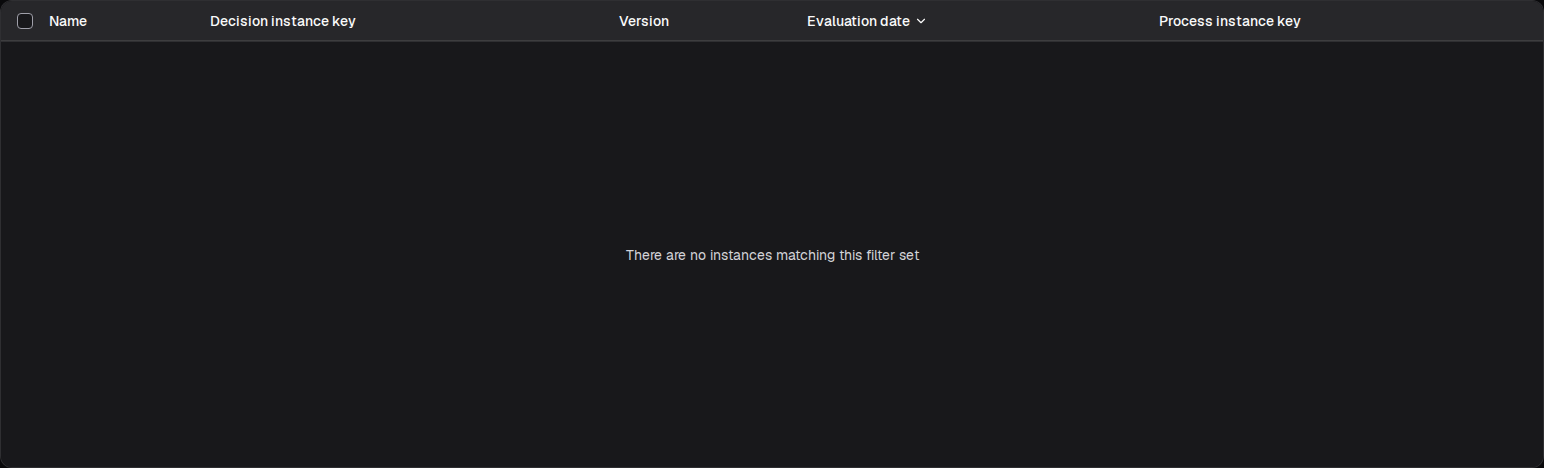 Name Decision instance key Version Evaluation date Process instance key
There are no instances matching this filter set